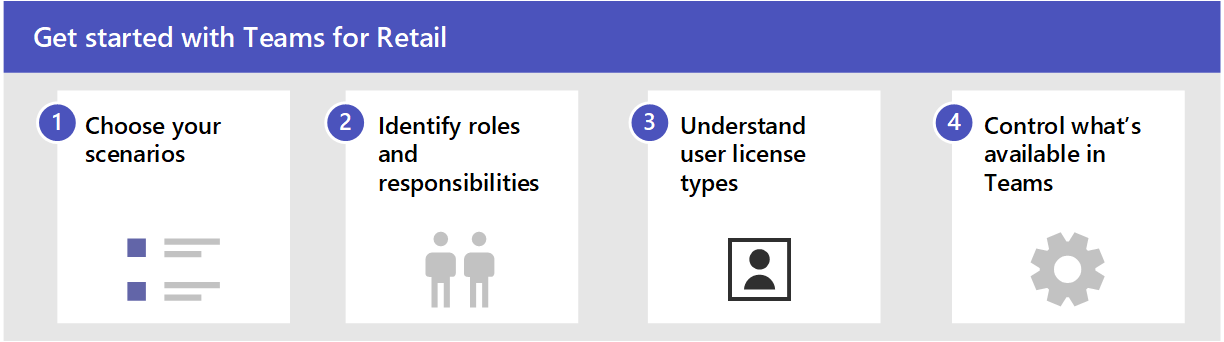 Get started with Teams for Retail
1
Choose your
scenarios
2
Identify roles
and
responsibilities
3
Understand
user license
types
4
Control what's
available in
Teams